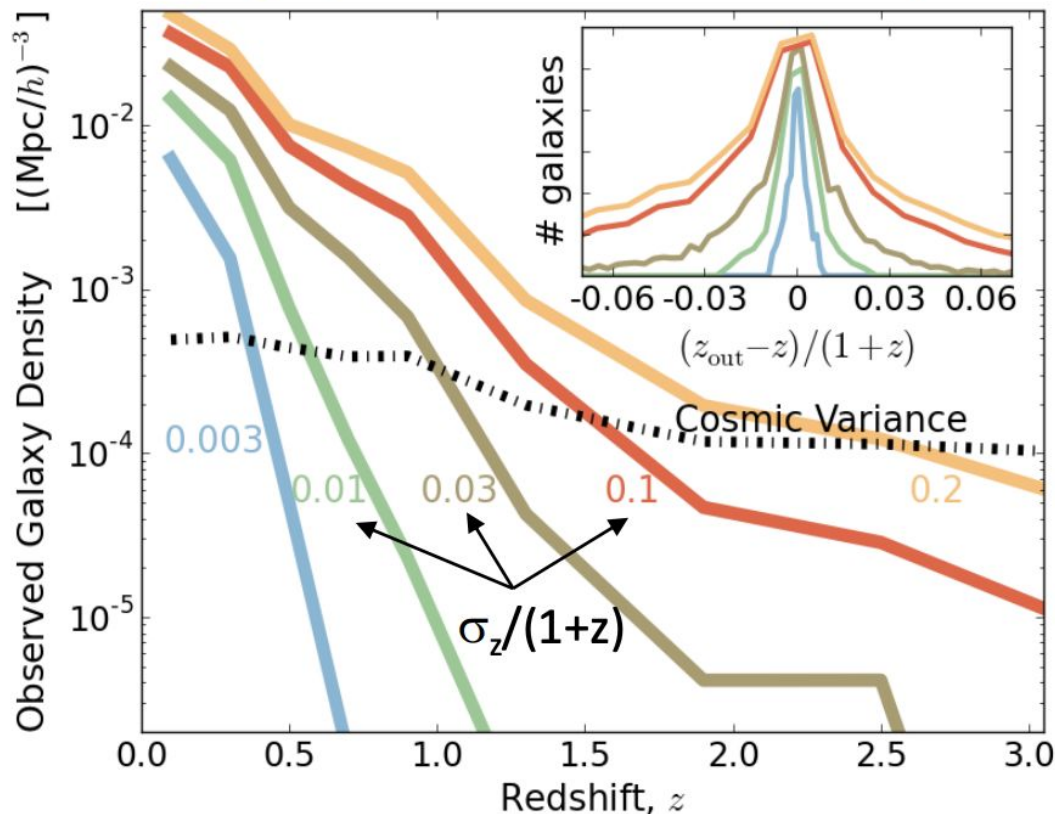 Observed Galaxy Density [(Mpc/h)⁻³]
10⁻²
10⁻³
10⁻⁴
10⁻⁵
# galaxies
-0.06 -0.03 0 0.03 0.06
(z_out−z)/(1+z)
Cosmic Variance
0.003
0.01 0.03 0.1 0.2
σ_z/(1+z)
0.0 0.5 1.0 1.5 2.0 2.5 3.0
Redshift, z